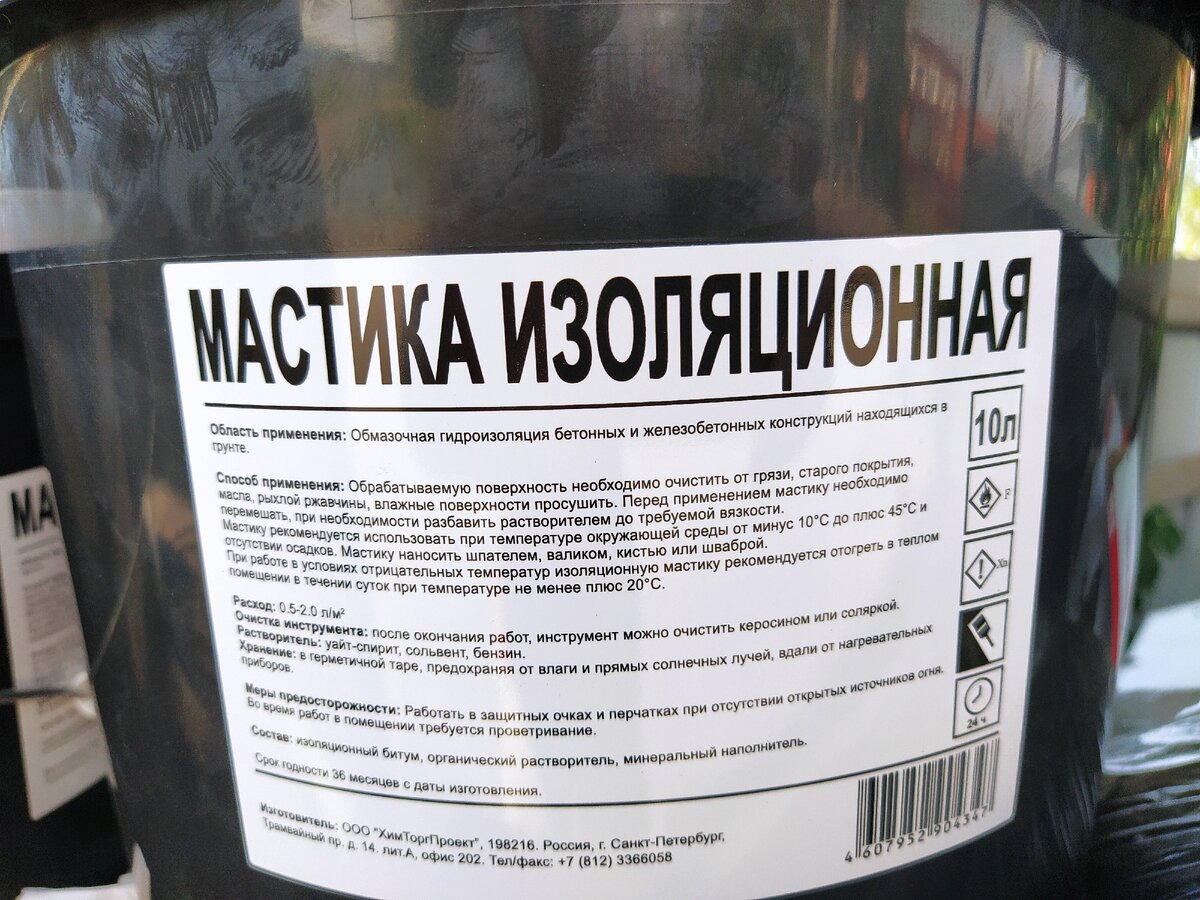 МАСТИКА ИЗОЛЯЦИОННАЯ
Область применения: Обмазочная гидроизоляция бетонных и железобетонных конструкций находящихся в
грунте.
Способ применения: Обрабатываемую поверхность необходимо очистить от грязи, старого покрытия,
масла, рыхлой ржавчины, влажные поверхности просушить. Перед применением мастику необходимо
перемешать, при необходимости разбавить растворителем до требуемой вязкости.
Мастику рекомендуется использовать при температуре окружающей среды от минус 10°С до плюс 45°С и
отсутствии осадков. Мастику наносить шпателем, валиком, кистью или шваброй.
При работе в условиях отрицательных температур изоляционную мастику рекомендуется отогреть в теплом
помещении в течении суток при температуре не менее плюс 20°С.
Расход: 0.5-2.0 л/м²
Очистка инструмента: после окончания работ, инструмент можно очистить керосином или соляркой.
Растворитель: уайт-спирит, сольвент, бензин.
Хранение: в герметичной таре, предохраняя от влаги и прямых солнечных лучей, вдали от нагревательных
приборов.
Меры предосторожности: Работать в защитных очках и перчатках при отсутствии открытых источников огня.
Во время работ в помещении требуется проветривание.
Состав: изоляционный битум, органический растворитель, минеральный наполнитель.
Срок годности 36 месяцев с даты изготовления.
Изготовитель: ООО "ХимТоргПроект", 198216. Россия, г. Санкт-Петербург,
Трамвайный пр. д. 14. лит.А, офис 202. Тел/факс: +7 (812) 3366058
10л
F
Xn
24 ч
4 607952 904347
МА